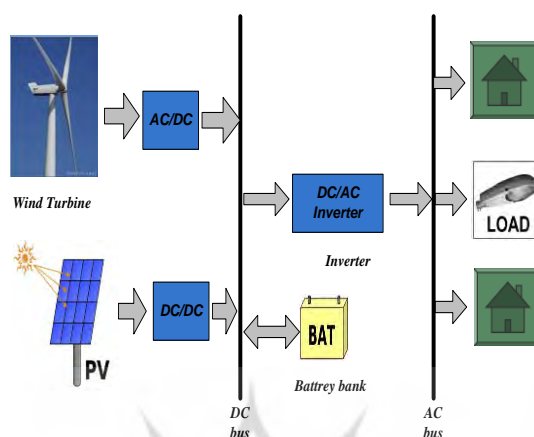 AC/DC
Wind Turbine
DC/AC
Inverter
LOAD
Inverter
DC/DC
PV
BAT
Battrey bank
DC
bus
AC
bus